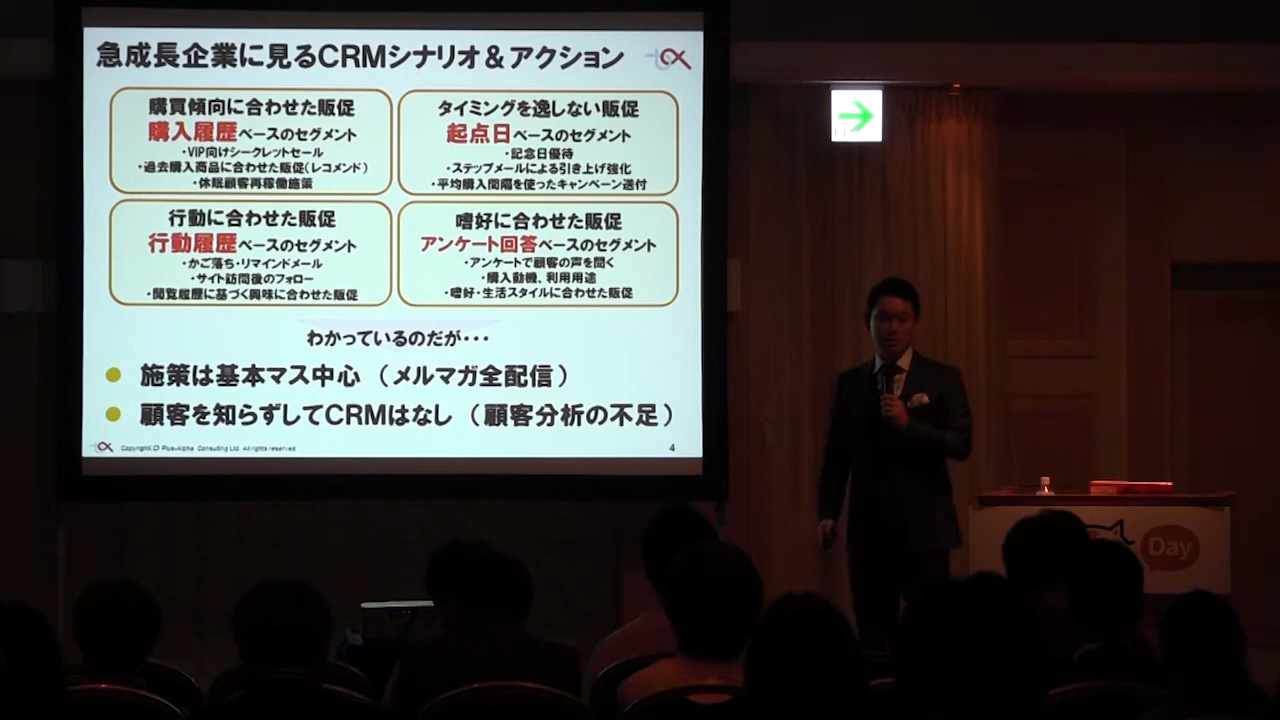 急成長企業に見るCRMシナリオ＆アクション
購買傾向に合わせた販促
購入履歴ベースのセグメント
・VIP向けシークレットセール
・過去購入商品に合わせた販促（レコメンド）
・休眠顧客再稼働施策
タイミングを逸しない販促
起点日ベースのセグメント
・記念日優待
・ステップメールによる引き上げ強化
・平均購入間隔を使ったキャンペーン送付
行動に合わせた販促
行動履歴ベースのセグメント
・かご落ち・リマインドメール
・サイト訪問後のフォロー
・閲覧履歴に基づく興味に合わせた販促
嗜好に合わせた販促
アンケート回答ベースのセグメント
・アンケートで顧客の声を聞く
・購入動機、利用用途
・嗜好・生活スタイルに合わせた販促
わかっているのだが・・・
施策は基本マス中心（メルマガ全配信）
顧客を知らずしてCRMはなし（顧客分析の不足）
Copyright(C) Plus-Alpha Consulting Ltd. All rights reserved
4
Day